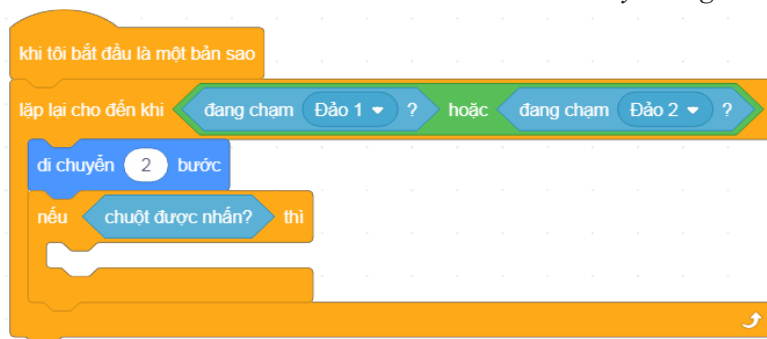 khi tôi bắt đầu là một bản sao
lặp lại cho đến khi đang chạm Đảo 1 ? hoặc đang chạm Đảo 2 ?
di chuyển 2 bước
nếu chuột được nhấn? thì